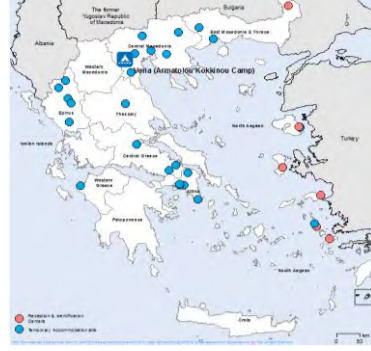 The former
Yugoslav Republic
of Macedonia
Bulgaria
Albania
East Macedonia & Thrace
Central Macedonia
Western
Macedonia
Veria (Armatolou Kokkinou Camp)
Epirus
Thessaly
North Aegean
Turkey
Ionian Islands
Central Greece
Western
Greece
Attica
Peloponnese
South Aegean
Crete
Reception & Identification
Centers
Temporary Accommodation site